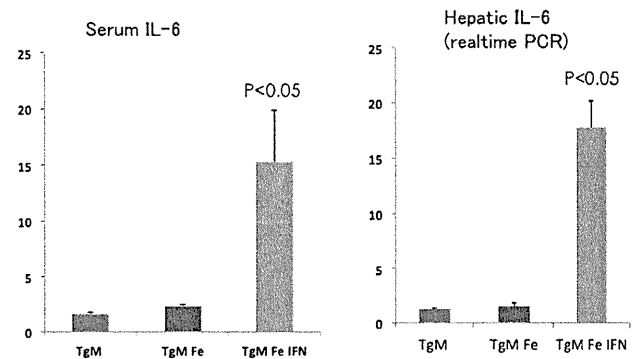 Serum IL-6
25
20
15
10
5
0
P<0.05
TgM
TgM Fe
TgM Fe IFN
Hepatic IL-6
(realtime PCR)
25
20
15
10
5
0
P<0.05
TgM
TgM Fe
TgM Fe IFN